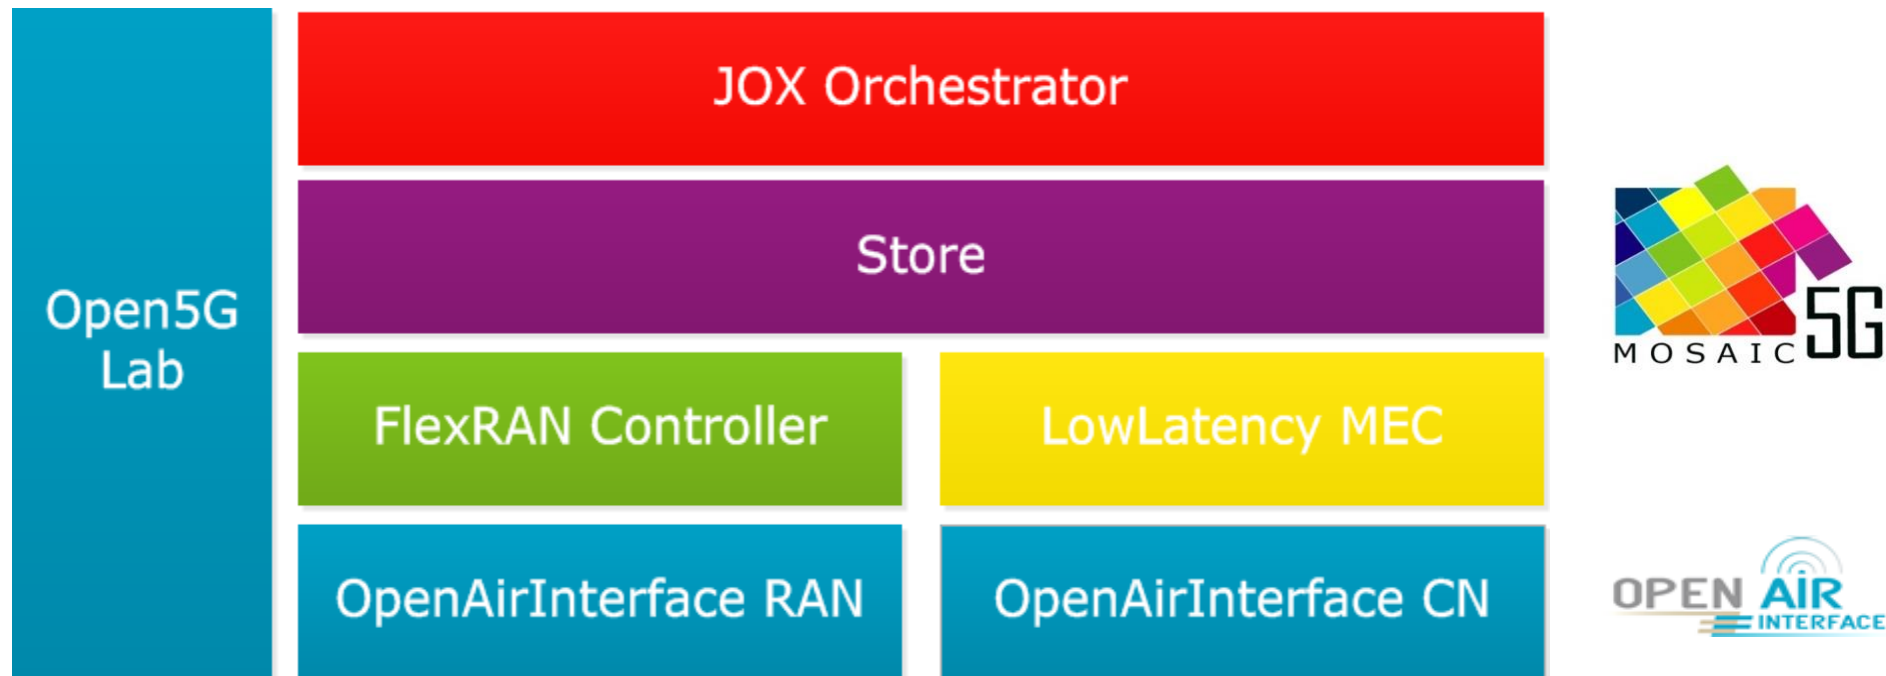 Open5G
Lab
JOX Orchestrator
Store
FlexRAN Controller
LowLatency MEC
OpenAirInterface RAN
OpenAirInterface CN
MOSAIC 5G
OPEN AIR
INTERFACE